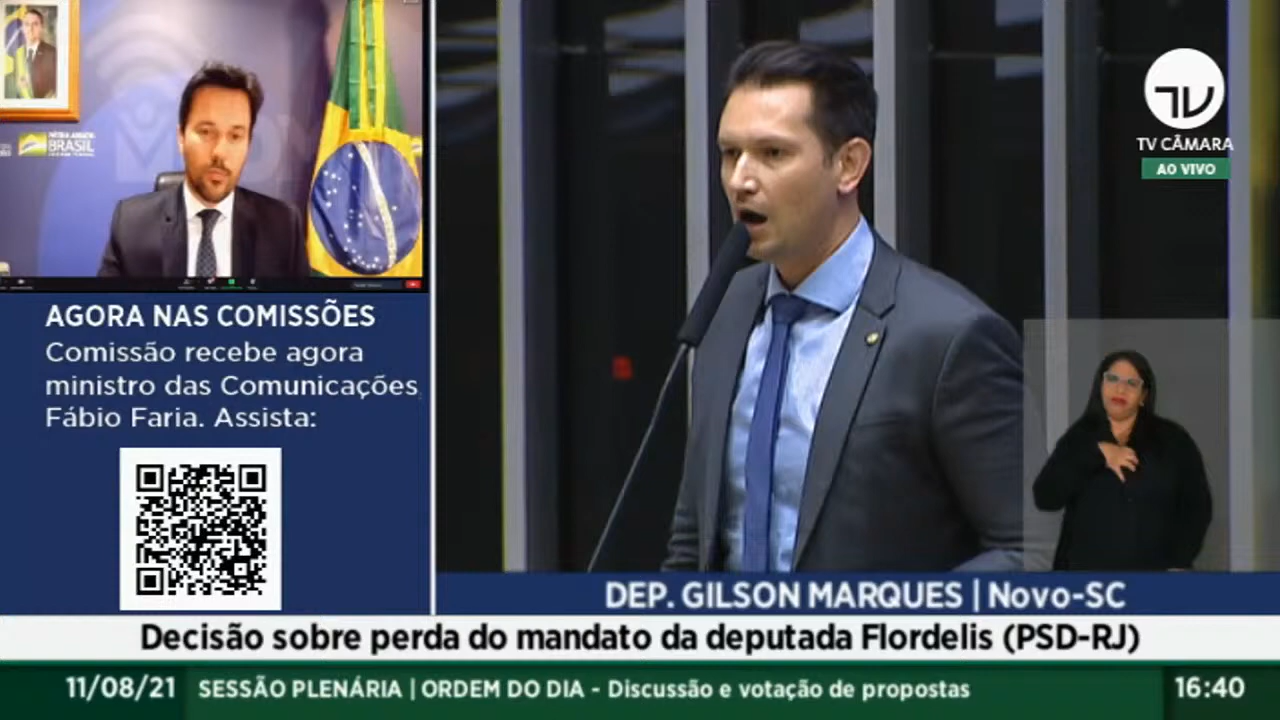 BRASIL
AGORA NAS COMISSÕES
Comissão recebe agora
ministro das Comunicações
Fábio Faria. Assista:
TV
TV CÂMARA
AO VIVO
DEP. GILSON MARQUES | Novo-SC
Decisão sobre perda do mandato da deputada Flordelis (PSD-RJ)
11/08/21 SESSÃO PLENÁRIA | ORDEM DO DIA - Discussão e votação de propostas 16:40